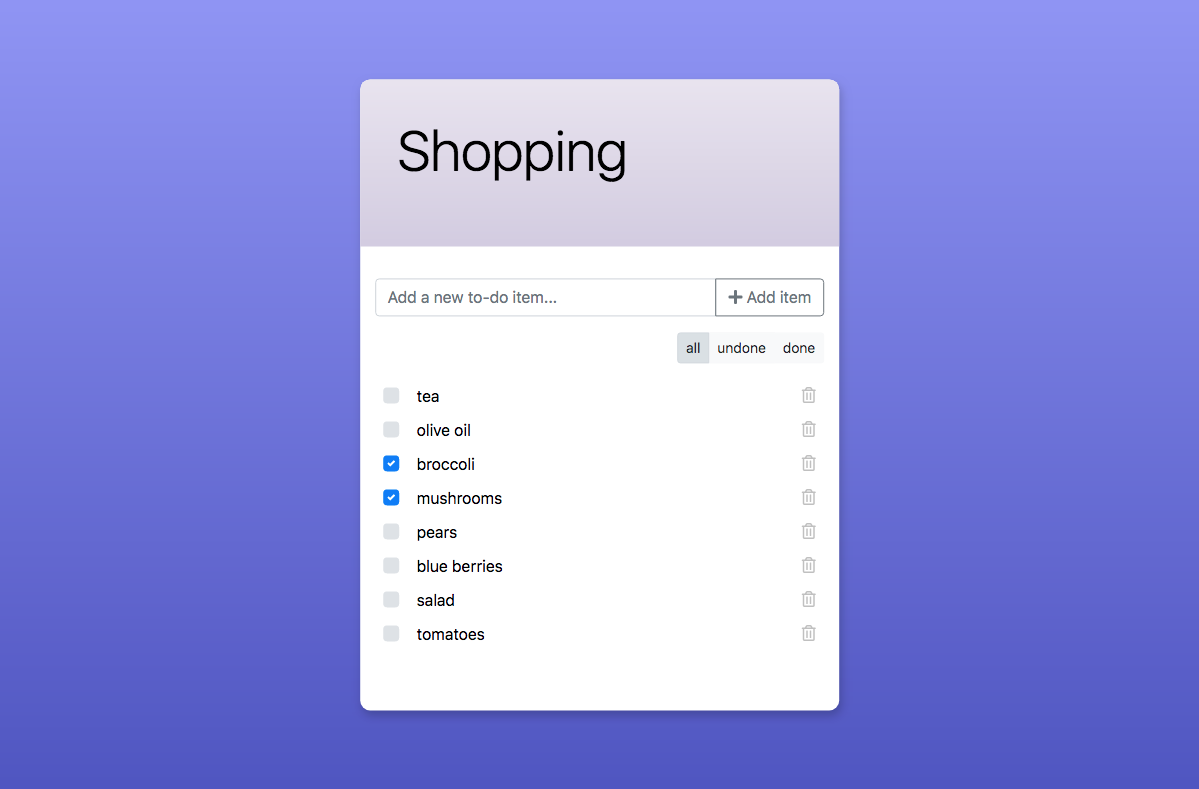 Shopping
Add a new to-do item...
Add item
all undone done
tea
olive oil
broccoli
mushrooms
pears
blue berries
salad
tomatoes